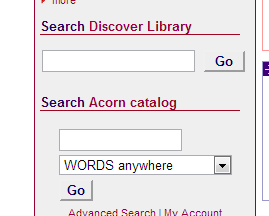 more
Search Discover Library
Go
Search Acorn catalog
WORDS anywhere
Go
Advanced Search | My Account